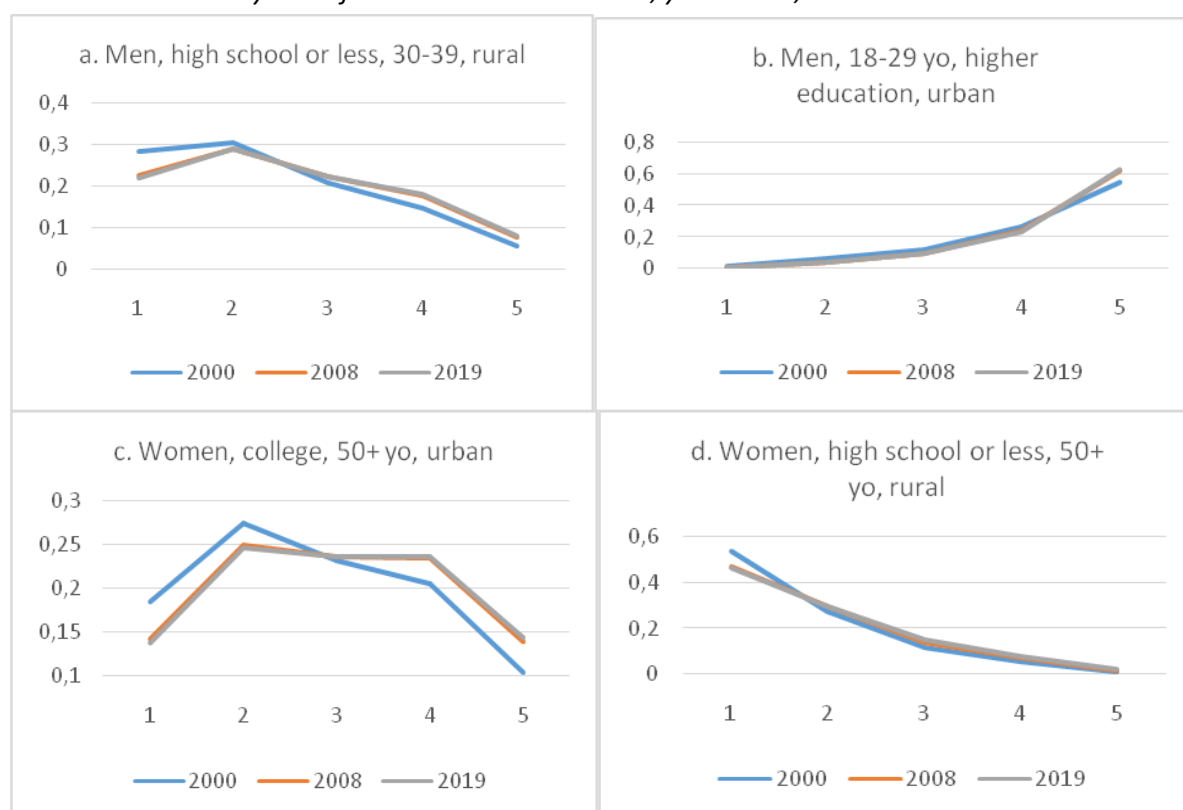 a. Men, high school or less, 30-39, rural
0,4
0,3
0,2
0,1
0
1 2 3 4 5
2000 2008 2019
b. Men, 18-29 yo, higher
education, urban
0,8
0,6
0,4
0,2
0
1 2 3 4 5
2000 2008 2019
c. Women, college, 50+ yo, urban
0,3
0,25
0,2
0,15
0,1
1 2 3 4 5
2000 2008 2019
d. Women, high school or less, 50+
yo, rural
0,6
0,4
0,2
0
1 2 3 4 5
2000 2008 2019